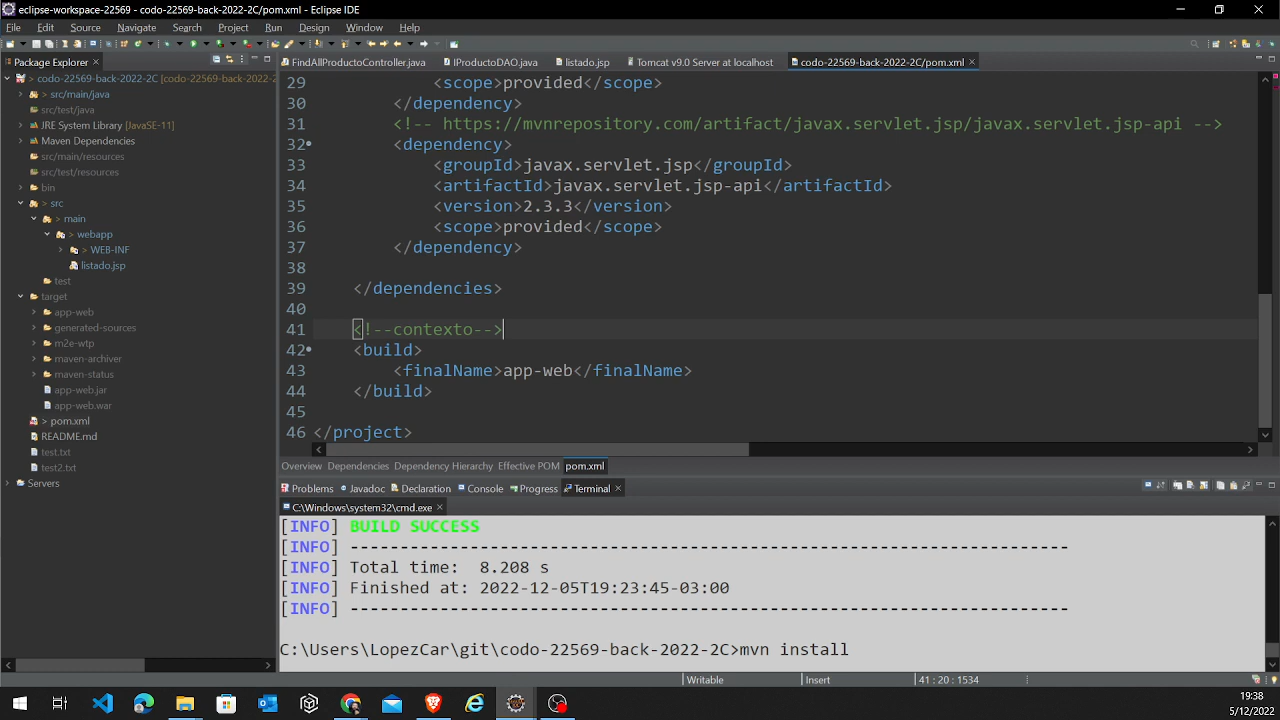 eclipse-workspace-22569 - codo-22569-back-2022-2C/pom.xml - Eclipse IDE
File Edit Source Navigate Search Project Run Design Window Help
Package Explorer
> codo-22569-back-2022-2C [codo-22569-back-2022-2
> src/main/java
src/test/java
JRE System Library [JavaSE-11]
Maven Dependencies
src/main/resources
src/test/resources
bin
> src
> main
> webapp
> WEB-INF
listado.jsp
test
target
app-web
generated-sources
m2e-wtp
maven-archiver
maven-status
app-web.jar
app-web.war
> pom.xml
README.md
test.txt
test2.txt
Servers
FindAllProductoController.java IProductoDAO.java listado.jsp Tomcat v9.0 Server at localhost codo-22569-back-2022-2C/pom.xml
29 <scope>provided</scope>
30 </dependency>
31 <!-- https://mvnrepository.com/artifact/javax.servlet.jsp/javax.servlet.jsp-api -->
32 <dependency>
33 <groupId>javax.servlet.jsp</groupId>
34 <artifactId>javax.servlet.jsp-api</artifactId>
35 <version>2.3.3</version>
36 <scope>provided</scope>
37 </dependency>
38
39 </dependencies>
40
41 <!--contexto-->
42 <build>
43 <finalName>app-web</finalName>
44 </build>
45
46 </project>
Overview Dependencies Dependency Hierarchy Effective POM pom.xml
Problems Javadoc Declaration Console Progress Terminal
C:\Windows\system32\cmd.exe
[INFO] BUILD SUCCESS
[INFO] ------------------------------------------------------------------------
[INFO] Total time:  8.208 s
[INFO] Finished at: 2022-12-05T19:23:45-03:00
[INFO] ------------------------------------------------------------------------
C:\Users\LopezCar\git\codo-22569-back-2022-2C>mvn install
Writable Insert 41 : 20 : 1534
19:38
5/12/2022